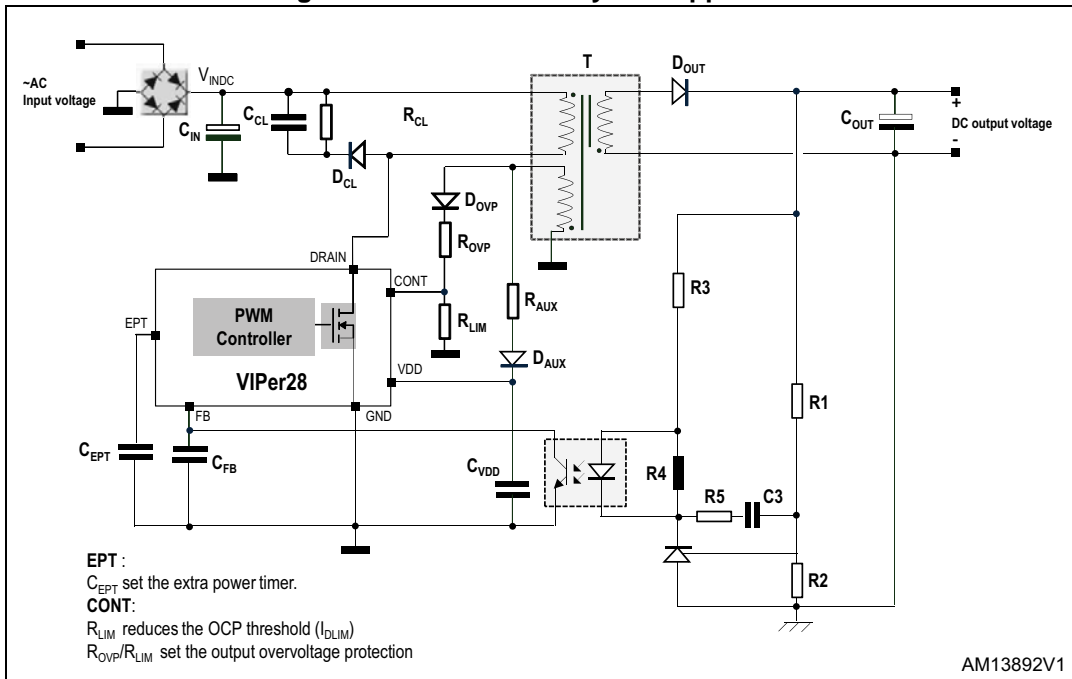 ~AC
Input voltage
V_INDC
C_IN
C_CL
R_CL
D_CL
T
D_OUT
C_OUT
+
DC output voltage
-
D_OVP
R_OVP
DRAIN
CONT
R_LIM
R_AUX
D_AUX
R3
R1
EPT
PWM
Controller
VIPer28
VDD
FB
GND
C_EPT
C_FB
C_VDD
R4
R5
C3
R2
EPT :
C_EPT set the extra power timer.
CONT:
R_LIM reduces the OCP threshold (I_DLIM)
R_OVP/R_LIM set the output overvoltage protection
AM13892V1